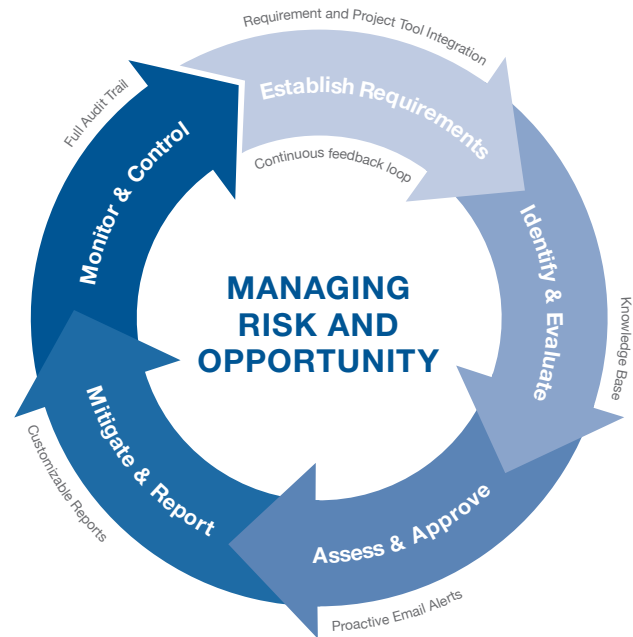 Requirement and Project Tool Integration
Establish Requirements
Continuous feedback loop
Identify & Evaluate
Knowledge Base
Assess & Approve
Proactive Email Alerts
Mitigate & Report
Customizable Reports
Monitor & Control
Full Audit Trail
MANAGING
RISK AND
OPPORTUNITY